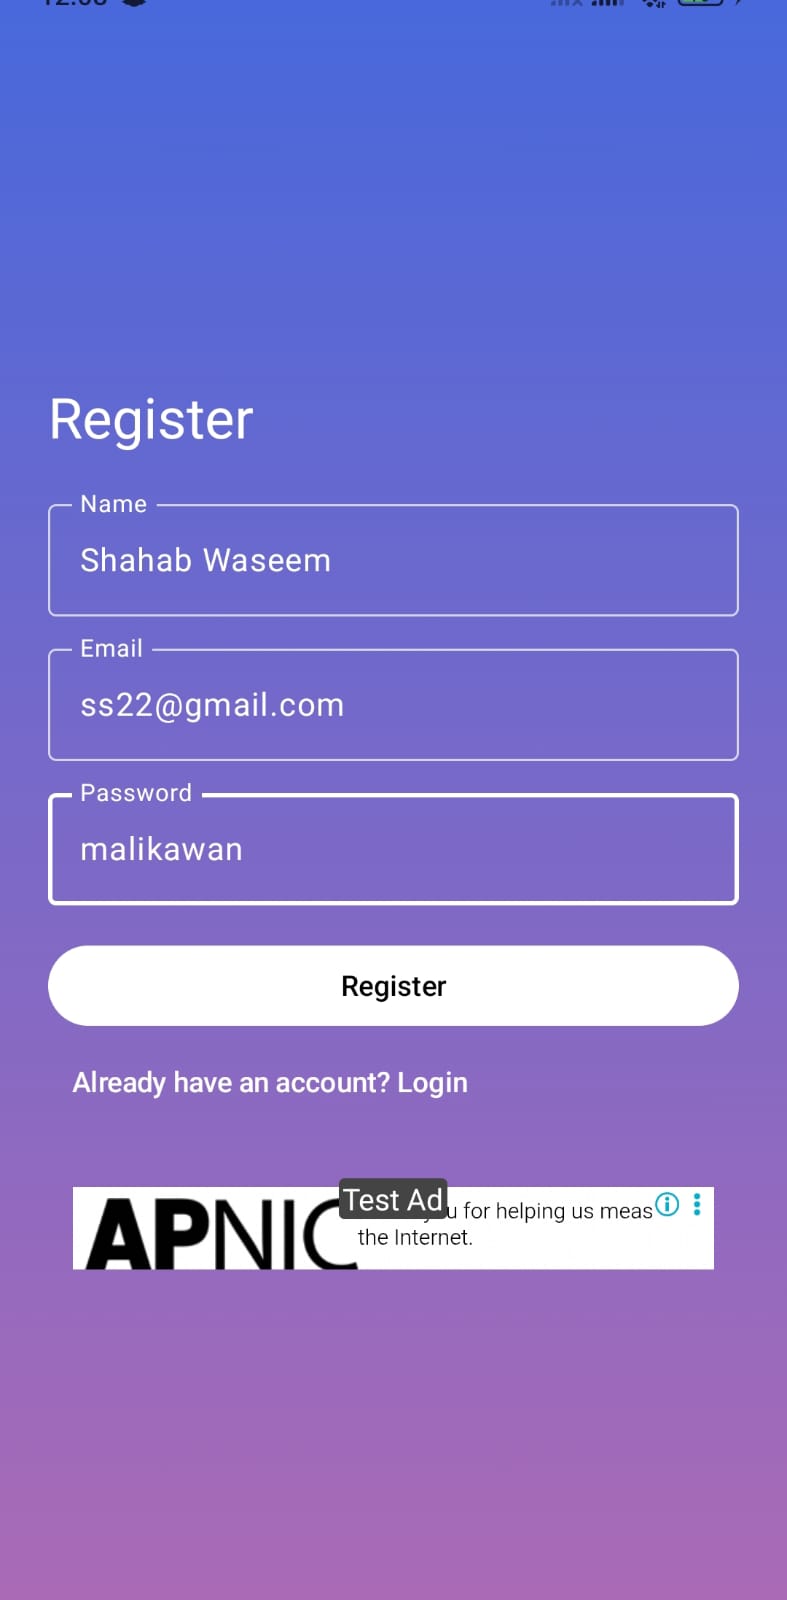 Register
Name
Shahab Waseem
Email
ss22@gmail.com
Password
malikawan
Register
Already have an account? Login
Test Ad
APNIC
for helping us meas
the Internet.